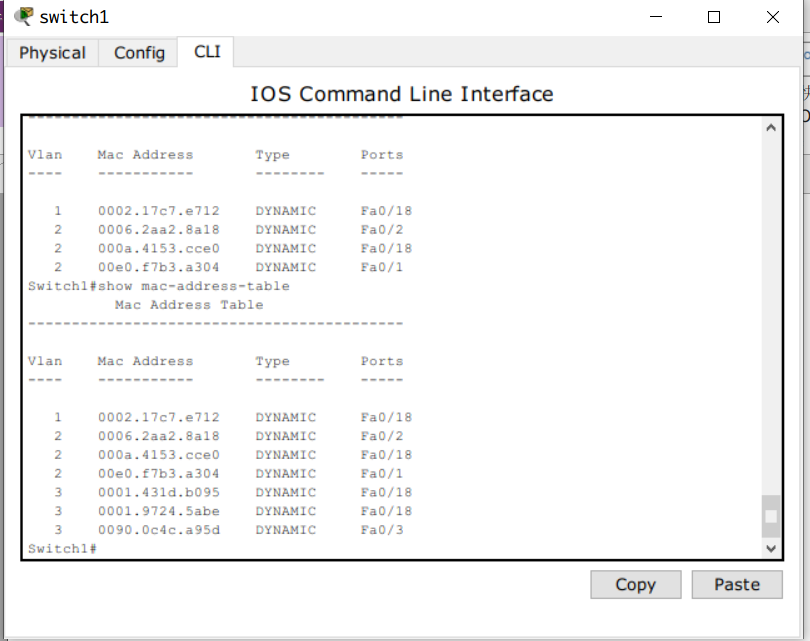 switch1
Physical Config CLI
IOS Command Line Interface
--------------------------------------------
Vlan    Mac Address       Type        Ports
----    -----------       --------    -----
   1    0002.17c7.e712    DYNAMIC     Fa0/18
   2    0006.2aa2.8a18    DYNAMIC     Fa0/2
   2    000a.4153.cce0    DYNAMIC     Fa0/18
   2    00e0.f7b3.a304    DYNAMIC     Fa0/1
Switch1#show mac-address-table
          Mac Address Table
-------------------------------------------
Vlan    Mac Address       Type        Ports
----    -----------       --------    -----
   1    0002.17c7.e712    DYNAMIC     Fa0/18
   2    0006.2aa2.8a18    DYNAMIC     Fa0/2
   2    000a.4153.cce0    DYNAMIC     Fa0/18
   2    00e0.f7b3.a304    DYNAMIC     Fa0/1
   3    0001.431d.b095    DYNAMIC     Fa0/18
   3    0001.9724.5abe    DYNAMIC     Fa0/18
   3    0090.0c4c.a95d    DYNAMIC     Fa0/3
Switch1#
Copy Paste